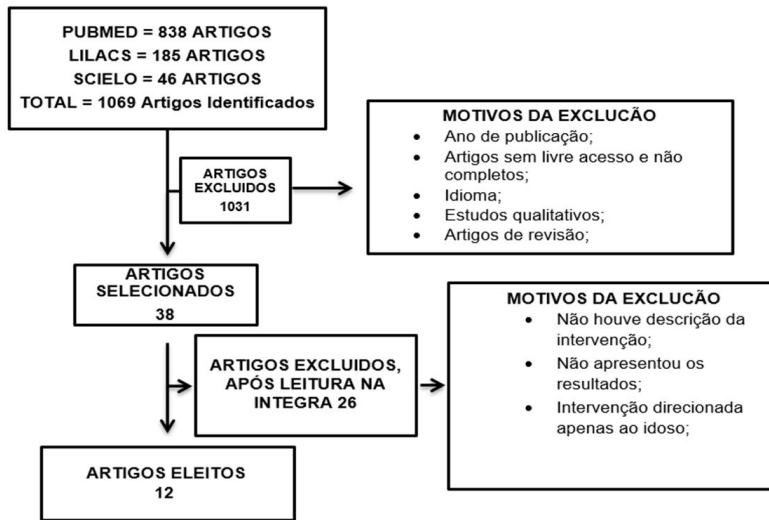 PUBMED = 838 ARTIGOS
LILACS = 185 ARTIGOS
SCIELO = 46 ARTIGOS
TOTAL = 1069 Artigos Identificados
MOTIVOS DA EXCLUCÃO
• Ano de publicação;
• Artigos sem livre acesso e não
completos;
• Idioma;
• Estudos qualitativos;
• Artigos de revisão;
ARTIGOS
EXCLUIDOS
1031
ARTIGOS
SELECIONADOS
38
MOTIVOS DA EXCLUCÃO
• Não houve descrição da
intervenção;
• Não apresentou os
resultados;
• Intervenção direcionada
apenas ao idoso;
ARTIGOS EXCLUIDOS,
APÓS LEITURA NA
INTEGRA 26
ARTIGOS ELEITOS
12